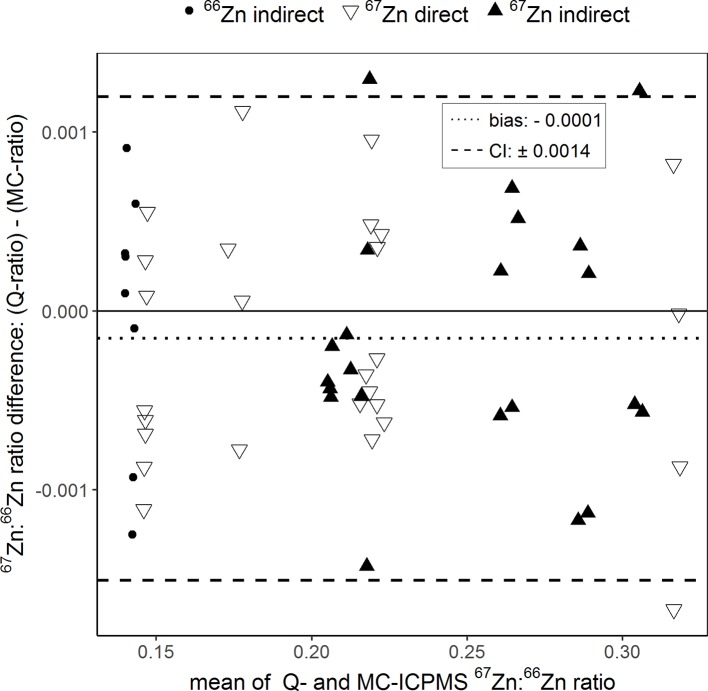 ● ⁶⁶Zn indirect ▽ ⁶⁷Zn direct ▲ ⁶⁷Zn indirect
0.001
bias: - 0.0001
CI: ± 0.0014
0.000
-0.001
⁶⁷Zn:⁶⁶Zn ratio difference: (Q-ratio) - (MC-ratio)
0.15 0.20 0.25 0.30
mean of Q- and MC-ICPMS ⁶⁷Zn:⁶⁶Zn ratio